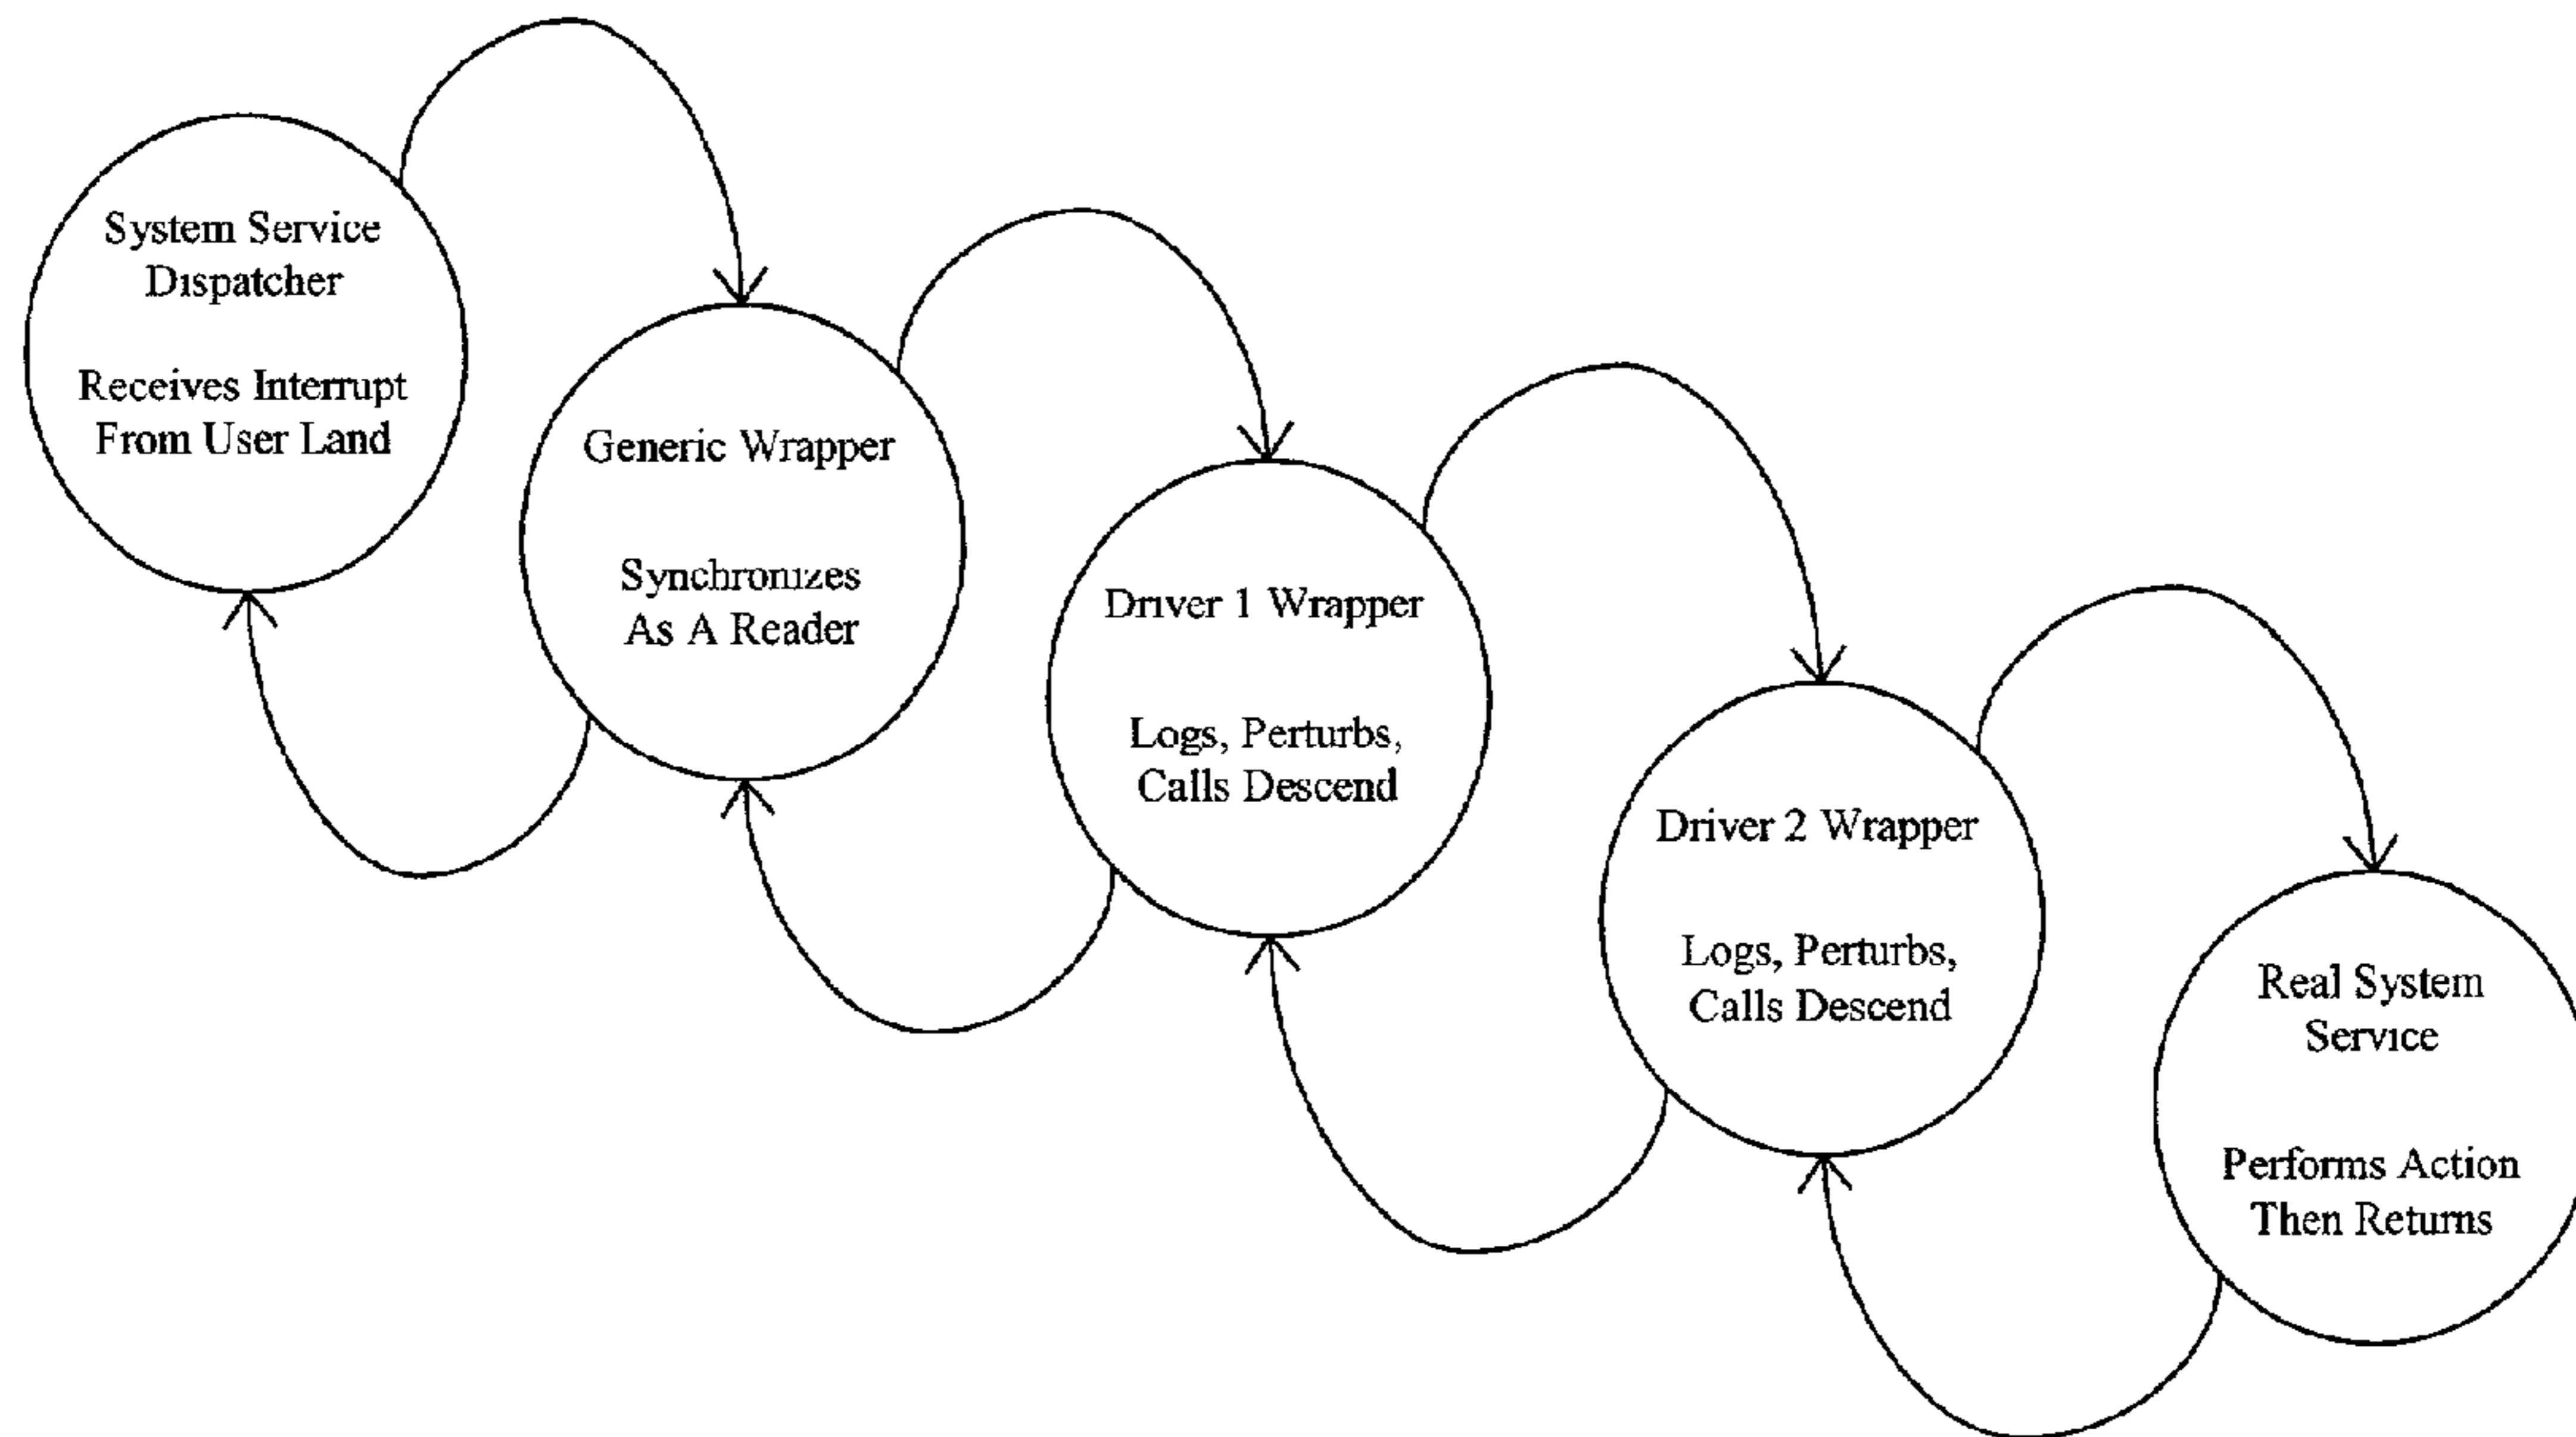 System Service
Dispatcher
Receives Interrupt
From User Land
Generic Wrapper
Synchronizes
As A Reader
Driver 1 Wrapper
Logs, Perturbs,
Calls Descend
Driver 2 Wrapper
Logs, Perturbs,
Calls Descend
Real System
Service
Performs Action
Then Returns